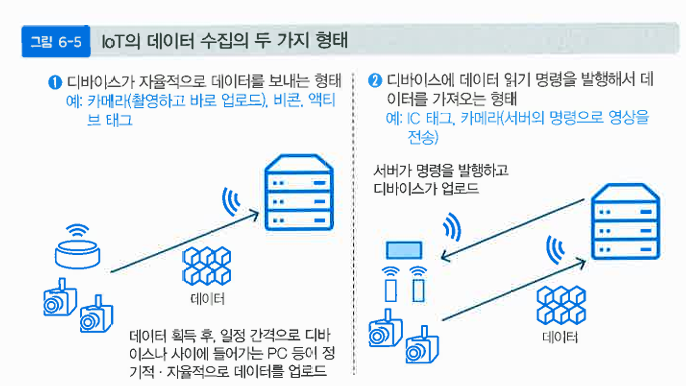 그림 6-5 IoT의 데이터 수집의 두 가지 형태
❶ 디바이스가 자율적으로 데이터를 보내는 형태
예: 카메라(촬영하고 바로 업로드), 비콘, 액티
브 태그
데이터
데이터 획득 후, 일정 간격으로 디바
이스나 사이에 들어가는 PC 등이 정
기적·자율적으로 데이터를 업로드
❷ 디바이스에 데이터 읽기 명령을 발행해서 데
이터를 가져오는 형태
예: IC 태그, 카메라(서버의 명령으로 영상을
전송)
서버가 명령을 발행하고
디바이스가 업로드
데이터